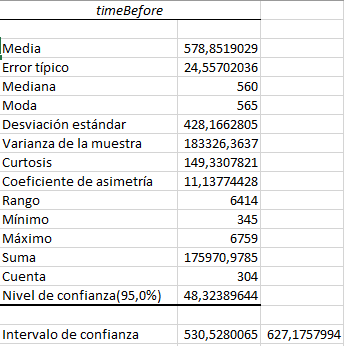 timeBefore
Media 578,8519029
Error típico 24,55702036
Mediana 560
Moda 565
Desviación estándar 428,1662805
Varianza de la muestra 183326,3637
Curtosis 149,3307821
Coeficiente de asimetría 11,13774428
Rango 6414
Mínimo 345
Máximo 6759
Suma 175970,9785
Cuenta 304
Nivel de confianza(95,0%) 48,32389644
Intervalo de confianza 530,5280065 627,1757994